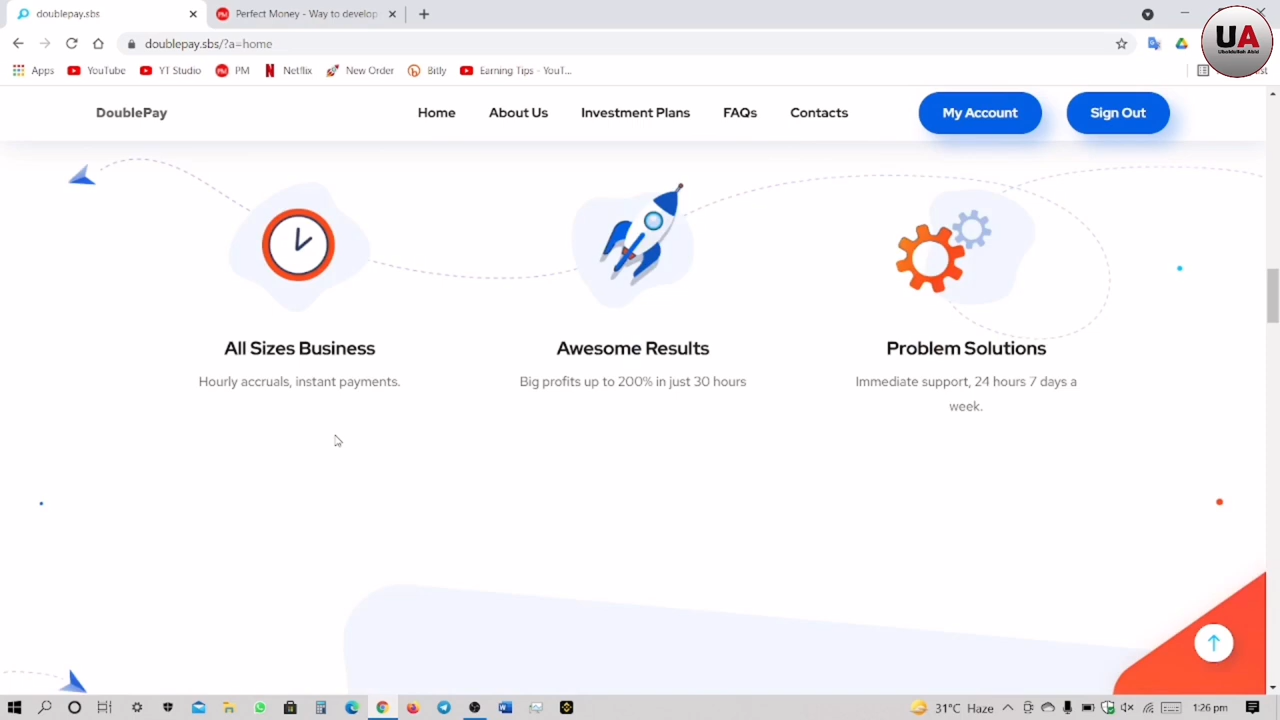 doublepay.sbs
Perfect Money - Way to develop
doublepay.sbs/?a=home
Apps
YouTube
YT Studio
PM
Netflix
New Order
Bitly
Earning Tips - YouT...
UA
Ubaidullah Abid
DoublePay
Home
About Us
Investment Plans
FAQs
Contacts
My Account
Sign Out
All Sizes Business
Hourly accruals, instant payments.
Awesome Results
Big profits up to 200% in just 30 hours
Problem Solutions
Immediate support, 24 hours 7 days a
week.
31°C Haze
1:26 pm